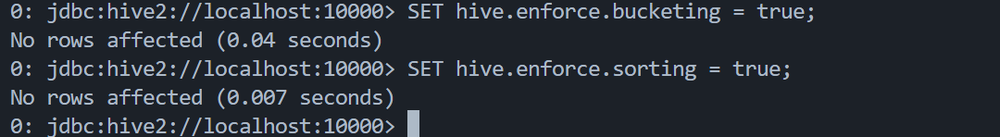 0: jdbc:hive2://localhost:10000> SET hive.enforce.bucketing = true;
No rows affected (0.04 seconds)
0: jdbc:hive2://localhost:10000> SET hive.enforce.sorting = true;
No rows affected (0.007 seconds)
0: jdbc:hive2://localhost:10000>